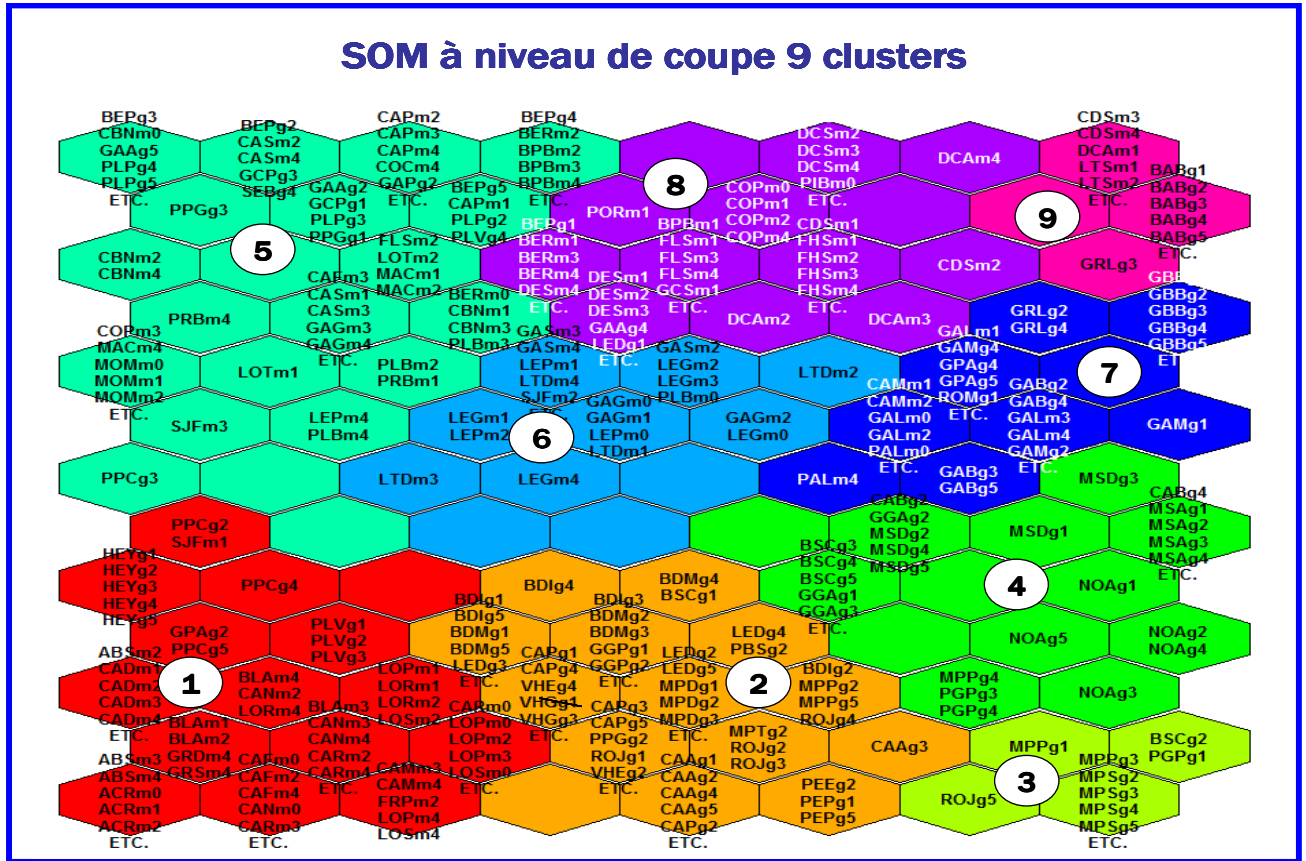 SOM à niveau de coupe 9 clusters
BEPg3
CBNm0
GAAg5
PLPg4
PLPg5
ETC.
BEPg2
CASm2
CASm4
GCPg3
SEBg4
CAPm2
CAPm3
CAPm4
COCm4
GAPg2
ETC.
BEPg4
BERm2
BPBm2
BPBm3
BPBm4
ETC.
DCSm2
DCSm3
DCSm4
PIBm0
ETC.
DCAm4
CDSm3
CDSm4
DCAm1
LTSm1
LTSm2
ETC.
PPGg3
GAAg2
GCPg1
PLPg3
PPGg1
BEPg5
CAPm1
PLPg2
PLVg4
PORm1
8
COPm0
COPm1
COPm2
COPm4
9
BABg1
BABg2
BABg3
BABg4
BABg5
ETC.
CBNm2
CBNm4
5
FLSm2
LOTm2
MACm1
MACm2
BEPg1
BERm1
BERm3
BERm4
DESm4
ETC.
BPBm1
FLSm1
FLSm3
FLSm4
GCSm1
ETC.
CDSm1
FHSm1
FHSm2
FHSm3
FHSm4
ETC.
CDSm2
GRLg3
PRBm4
CAFm3
CASm1
CASm3
GAGm3
GAGm4
ETC.
BERm0
CBNm1
CBNm3
PLBm3
DESm1
DESm2
DESm3
GAAg4
LEDg1
ETC.
DCAm2
DCAm3
GRLg2
GRLg4
GBBg2
GBBg3
GBBg4
GBBg5
COPm3
MACm4
MOMm0
MOMm1
MOMm2
ETC.
LOTm1
PLBm2
PRBm1
GASm3
GASm4
LEPm1
LTDm4
SJFm2
ETC.
GASm2
LEGm2
LEGm3
PLBm0
LTDm2
GALm1
GAMg4
GPAg4
GPAg5
ROMg1
ETC.
7
SJFm3
LEPm4
PLBm4
LEGm1
LEPm2
6
GAGm0
GAGm1
LEPm0
LTDm1
GAGm2
LEGm0
CAMm1
CAMm2
GALm0
GALm2
PALm0
ETC.
GABg2
GABg4
GALm3
GALm4
GAMg2
ETC.
GAMg1
PPCg3
LTDm3
LEGm4
PALm4
GABg3
GABg5
MSDg3
PPCg2
SJFm1
CABg2
GGAg2
MSDg2
MSDg4
MSDg5
MSDg1
CABg4
MSAg1
MSAg2
MSAg3
MSAg4
ETC.
HEYg1
HEYg2
HEYg3
HEYg4
HEYg5
PPCg4
BDIg4
BDMg4
BSCg1
BSCg3
BSCg4
BSCg5
GGAg1
GGAg3
ETC.
4
NOAg1
GPAg2
PPCg5
PLVg1
PLVg2
PLVg3
BDIg1
BDIg5
BDMg1
BDMg5
LEDg3
ETC.
BDIg3
BDMg2
BDMg3
GGPg1
GGPg2
ETC.
LEDg4
PBSg2
NOAg5
NOAg2
NOAg4
ABSm2
CADm1
CADm2
CADm3
CADm4
ETC.
1
BLAm4
CANm2
LORm4
LOPm1
LORm1
LORm2
LOSm2
CAPg1
CAPg4
VHEg4
VHGg1
VHGg3
LEDg2
LEDg5
MPDg1
MPDg2
MPDg3
ETC.
2
BDIg2
MPPg2
MPPg5
ROJg4
MPPg4
PGPg3
PGPg4
NOAg3
BLAm1
BLAm2
GRDm4
GRSm4
BLAm3
CANm3
CANm4
CARm2
CARm4
ETC.
CARm0
LOPm0
LOPm2
LOPm3
LOSm0
ETC.
CAPg3
CAPg5
PPGg2
ROJg1
VHEg2
ETC.
MPTg2
ROJg2
ROJg3
CAAg3
MPPg1
BSCg2
PGPg1
ABSm3
ABSm4
ACRm0
ACRm1
ACRm2
ETC.
CAFm0
CAFm2
CAFm4
CANm0
CARm3
ETC.
CAMm3
CAMm4
FRPm2
LOPm4
LOSm4
CAAg1
CAAg2
CAAg4
CAAg5
CAPg2
ETC.
PEEg2
PEPg1
PEPg5
ROJg5
3
MPPg3
MPSg2
MPSg3
MPSg4
MPSg5
ETC.